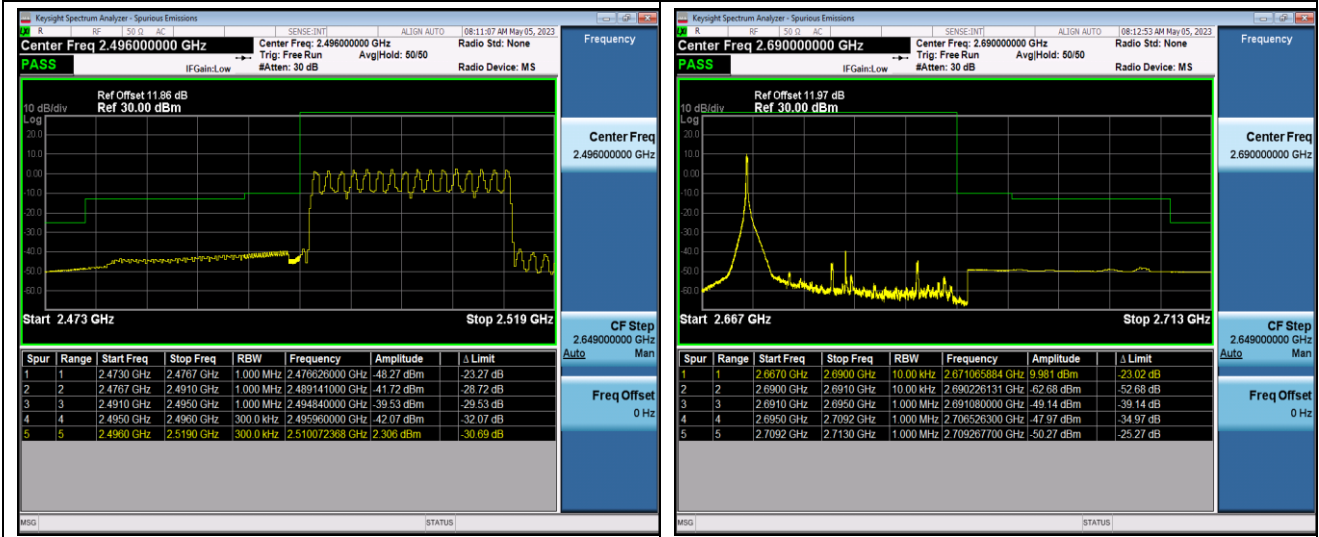 Keysight Spectrum Analyzer - Spurious Emissions
R RF 50 Ω AC SENSE:INT ALIGN AUTO 08:11:07 AM May 05, 2023
Center Freq 2.496000000 GHz
Center Freq: 2.496000000 GHz
Radio Std: None
Trig: Free Run Avg|Hold: 50/50
PASS
IFGain:Low
#Atten: 30 dB
Radio Device: MS
Ref Offset 11.86 dB
10 dB/div Ref 30.00 dBm
Log
20.0
10.0
0.00
-10.0
-20.0
-30.0
-40.0
-50.0
-60.0
Start 2.473 GHz Stop 2.519 GHz
Spur Range Start Freq Stop Freq RBW Frequency Amplitude Δ Limit
1 1 2.4730 GHz 2.4767 GHz 1.000 MHz 2.476626000 GHz -48.27 dBm -23.27 dB
2 2 2.4767 GHz 2.4910 GHz 1.000 MHz 2.489141000 GHz -41.72 dBm -28.72 dB
3 3 2.4910 GHz 2.4950 GHz 1.000 MHz 2.494840000 GHz -39.53 dBm -29.53 dB
4 4 2.4950 GHz 2.4960 GHz 300.0 kHz 2.495960000 GHz -42.07 dBm -32.07 dB
5 5 2.4960 GHz 2.5190 GHz 300.0 kHz 2.510072368 GHz 2.306 dBm -30.69 dB
MSG STATUS
Frequency
Center Freq
2.496000000 GHz
CF Step
2.649000000 GHz
Auto Man
Freq Offset
0 Hz
Keysight Spectrum Analyzer - Spurious Emissions
R RF 50 Ω AC SENSE:INT ALIGN AUTO 08:12:53 AM May 05, 2023
Center Freq 2.690000000 GHz
Center Freq: 2.690000000 GHz
Radio Std: None
Trig: Free Run Avg|Hold: 50/50
PASS
IFGain:Low
#Atten: 30 dB
Radio Device: MS
Ref Offset 11.97 dB
10 dB/div Ref 30.00 dBm
Log
20.0
10.0
0.00
-10.0
-20.0
-30.0
-40.0
-50.0
-60.0
Start 2.667 GHz Stop 2.713 GHz
Spur Range Start Freq Stop Freq RBW Frequency Amplitude Δ Limit
1 1 2.6670 GHz 2.6900 GHz 10.00 kHz 2.671065884 GHz 9.981 dBm -23.02 dB
2 2 2.6900 GHz 2.6910 GHz 10.00 kHz 2.690226131 GHz -62.68 dBm -52.68 dB
3 3 2.6910 GHz 2.6950 GHz 1.000 MHz 2.691080000 GHz -49.14 dBm -39.14 dB
4 4 2.6950 GHz 2.7092 GHz 1.000 MHz 2.706526300 GHz -47.97 dBm -34.97 dB
5 5 2.7092 GHz 2.7130 GHz 1.000 MHz 2.709267700 GHz -50.27 dBm -25.27 dB
MSG STATUS
Frequency
Center Freq
2.690000000 GHz
CF Step
2.649000000 GHz
Auto Man
Freq Offset
0 Hz